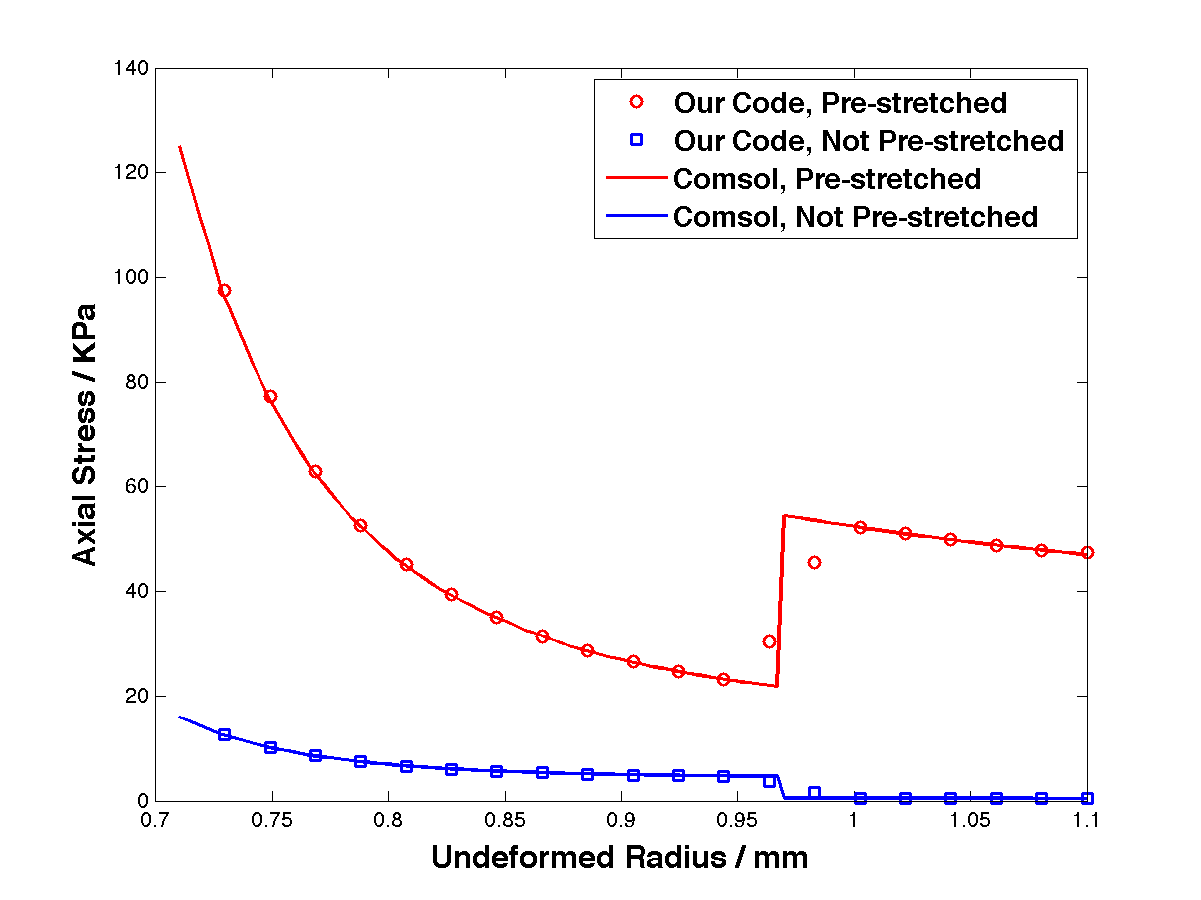 140
120
100
80
60
40
20
0
Axial Stress / KPa
Our Code, Pre-stretched
Our Code, Not Pre-stretched
Comsol, Pre-stretched
Comsol, Not Pre-stretched
0.7 0.75 0.8 0.85 0.9 0.95 1 1.05 1.1
Undeformed Radius / mm